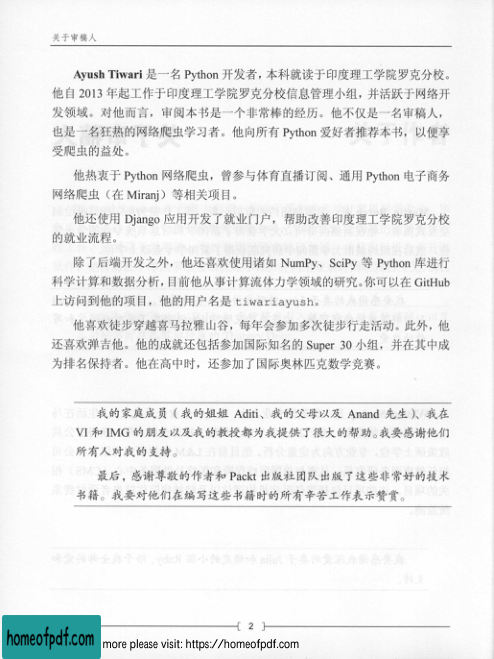 关于审稿人
Ayush Tiwari 是一名 Python 开发者，本科就读于印度理工学院罗克分校。
他自 2013 年起工作于印度理工学院罗克分校信息管理小组，并活跃于网络开
发领域。对他而言，审阅本书是一个非常棒的经历。他不仅是一名审稿人，
也是一名狂热的网络爬虫学习者。他向所有 Python 爱好者推荐本书，以便享
受爬虫的益处。
他热衷于 Python 网络爬虫，曾参与体育直播订阅、通用 Python 电子商务
网络爬虫（在 Miranj）等相关项目。
他还使用 Django 应用开发了就业门户，帮助改善印度理工学院罗克分校
的就业流程。
除了后端开发之外，他还喜欢使用诸如 NumPy、SciPy 等 Python 库进行
科学计算和数据分析，目前他从事计算流体力学领域的研究。你可以在 GitHub
上访问到他的项目，他的用户名是 tiwariayush。
他喜欢徒步穿越喜马拉雅山谷，每年会参加多次徒步行走活动。此外，他
还喜欢弹吉他。他的成就还包括参加国际知名的 Super 30 小组，并在其中成
为排名保持者。他在高中时，还参加了国际奥林匹克数学竞赛。
我的家庭成员（我的姐姐 Aditi、我的父母以及 Anand 先生）、我在
VI 和 IMG 的朋友以及我的教授都为我提供了很大的帮助。我要感谢他们
所有人对我的支持。
最后，感谢尊敬的作者和 Packt 出版社团队出版了这些非常好的技术
书籍。我要对他们在编写这些书籍时的所有辛苦工作表示赞赏。
2
homeofpdf.com more please visit: https://homeofpdf.com